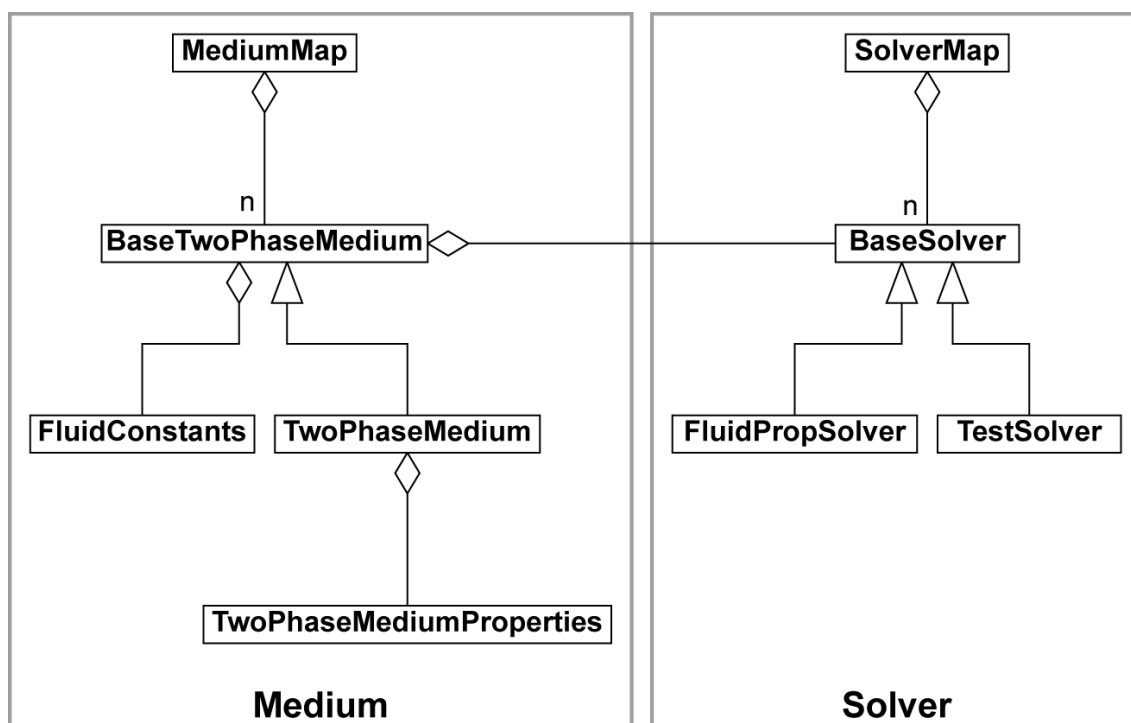 MediumMap
n
BaseTwoPhaseMedium
FluidConstants
TwoPhaseMedium
TwoPhaseMediumProperties
Medium
SolverMap
n
BaseSolver
FluidPropSolver
TestSolver
Solver